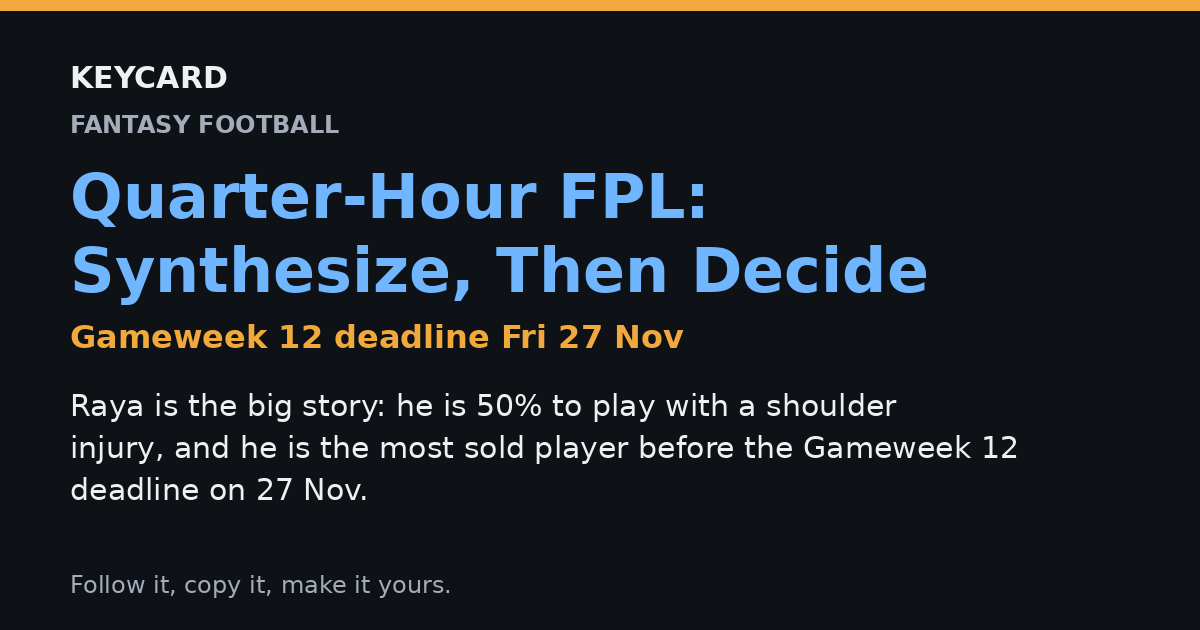 KEYCARD
FANTASY FOOTBALL
Quarter-Hour FPL:
Synthesize, Then Decide
Gameweek 12 deadline Fri 27 Nov
Raya is the big story: he is 50% to play with a shoulder
injury, and he is the most sold player before the Gameweek 12
deadline on 27 Nov.
Follow it, copy it, make it yours.